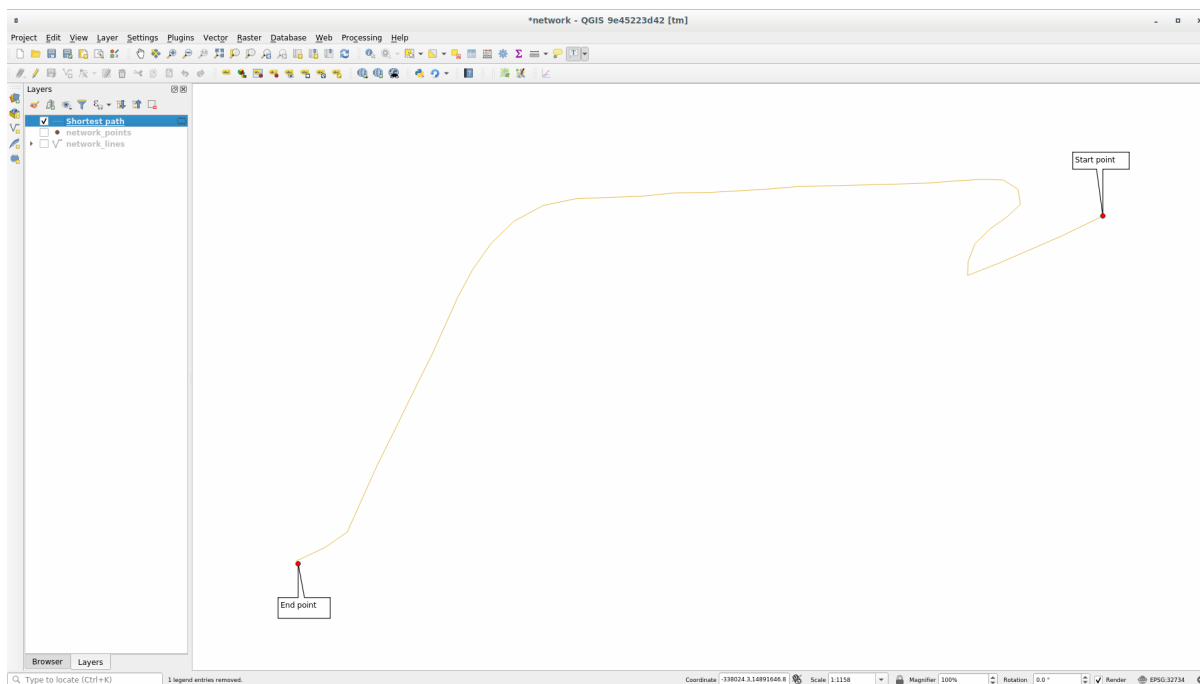 *network - QGIS 9e45223d42 [tm]
Project Edit View Layer Settings Plugins Vector Raster Database Web Processing Help
Layers
Shortest path
network_points
network_lines
Start point
End point
Browser Layers
Type to locate (Ctrl+K) 1 legend entries removed. Coordinate -338024.3,14891646.8 Scale 1:1158 Magnifier 100% Rotation 0.0 ° Render EPSG:32734